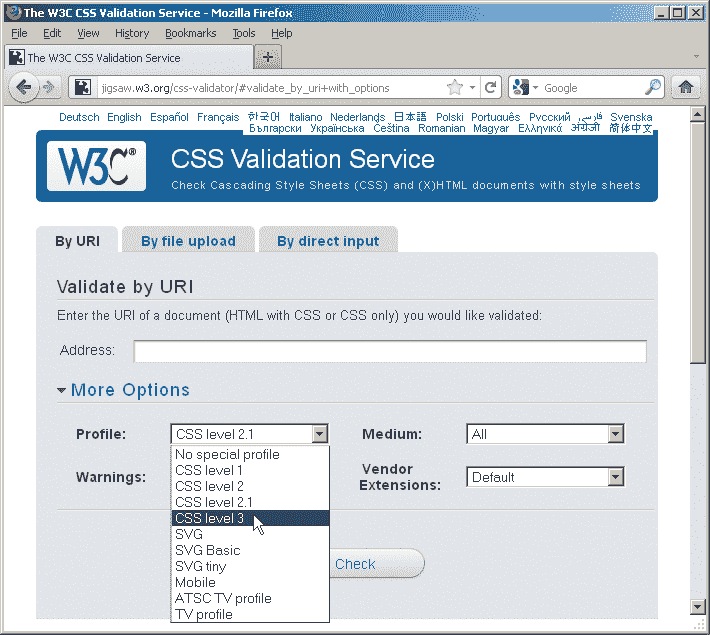 The W3C CSS Validation Service - Mozilla Firefox
File Edit View History Bookmarks Tools Help
The W3C CSS Validation Service
jigsaw.w3.org/css-validator/#validate_by_uri+with_options Google
Deutsch English Español Français 한국어 Italiano Nederlands 日本語 Polski Português Русский فارسی Svenska
Български Українська Čeština Romanian Magyar Ελληνικά अंग्रेजी 简体中文
W3C® CSS Validation Service
Check Cascading Style Sheets (CSS) and (X)HTML documents with style sheets
By URI By file upload By direct input
Validate by URI
Enter the URI of a document (HTML with CSS or CSS only) you would like validated:
Address:
More Options
Profile: CSS level 2.1 Medium: All
No special profile
CSS level 1
Warnings: Vendor Extensions: Default
CSS level 2
CSS level 2.1
CSS level 3
SVG
SVG Basic
SVG tiny
Check
Mobile
ATSC TV profile
TV profile